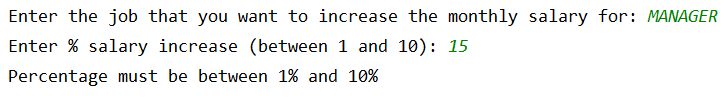 Enter the job that you want to increase the monthly salary for: MANAGER
Enter % salary increase (between 1 and 10): 15
Percentage must be between 1% and 10%